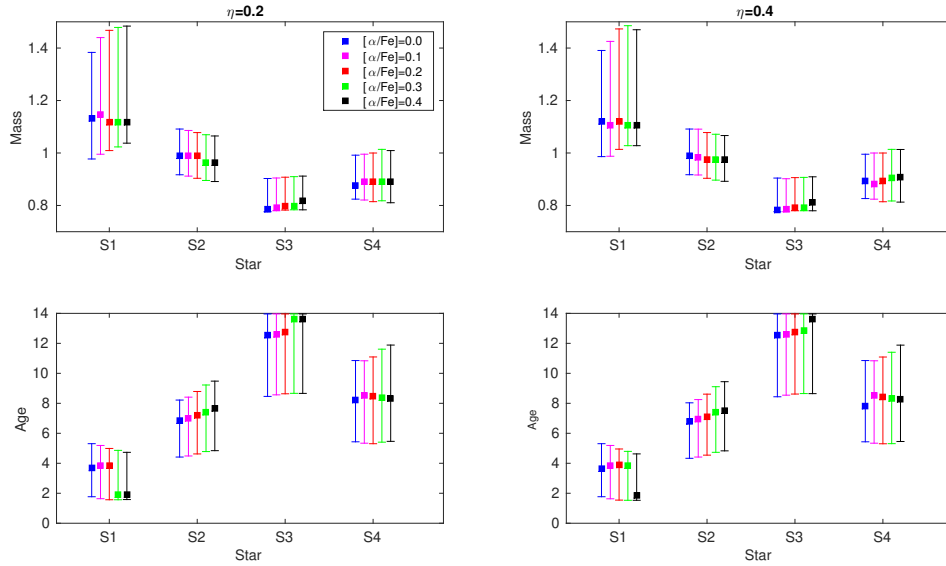 η=0.2
1.4
1.2
1
0.8
Mass
S1 S2 S3 S4
Star
[α/Fe]=0.0
[α/Fe]=0.1
[α/Fe]=0.2
[α/Fe]=0.3
[α/Fe]=0.4
η=0.4
1.4
1.2
1
0.8
Mass
S1 S2 S3 S4
Star
14
12
10
8
6
4
2
0
Age
S1 S2 S3 S4
Star
14
12
10
8
6
4
2
0
Age
S1 S2 S3 S4
Star